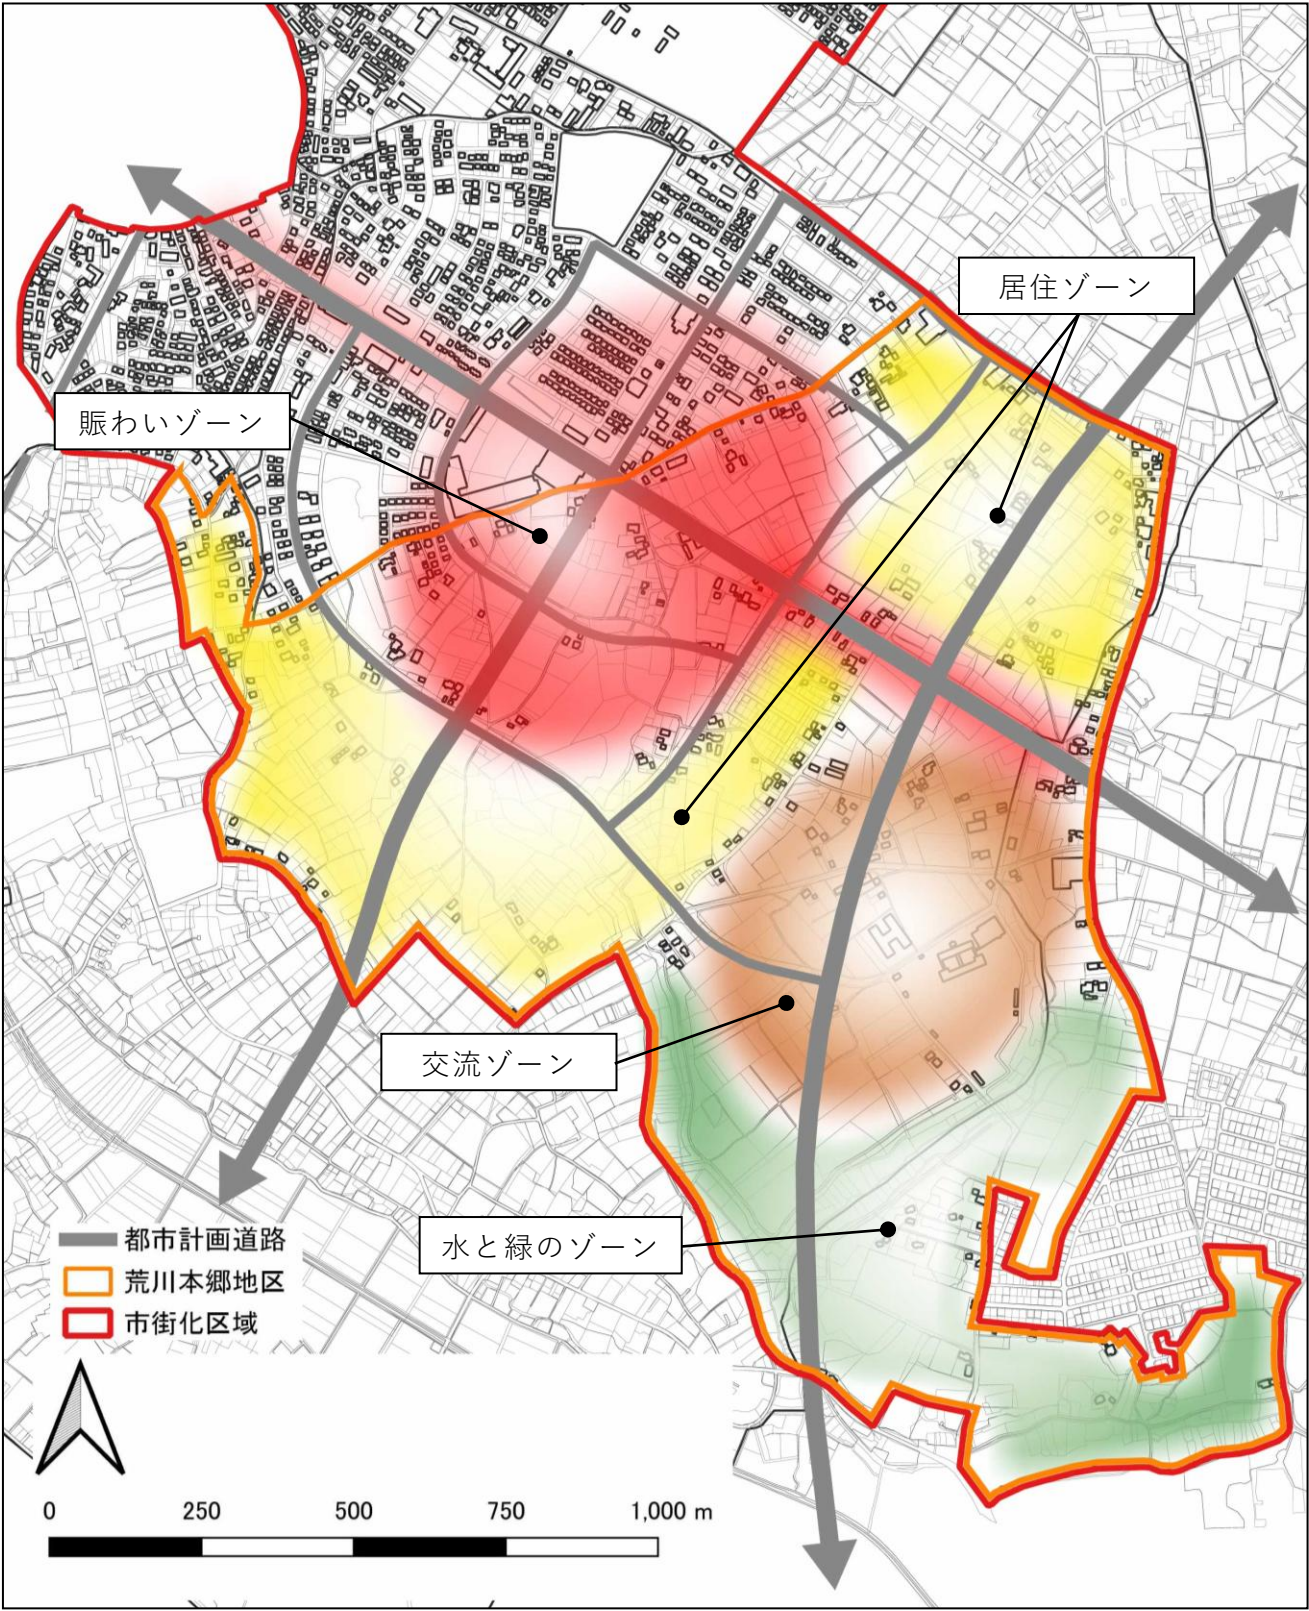 居住ゾーン
賑わいゾーン
交流ゾーン
水と緑のゾーン
都市計画道路
荒川本郷地区
市街化区域
0 250 500 750 1,000 m